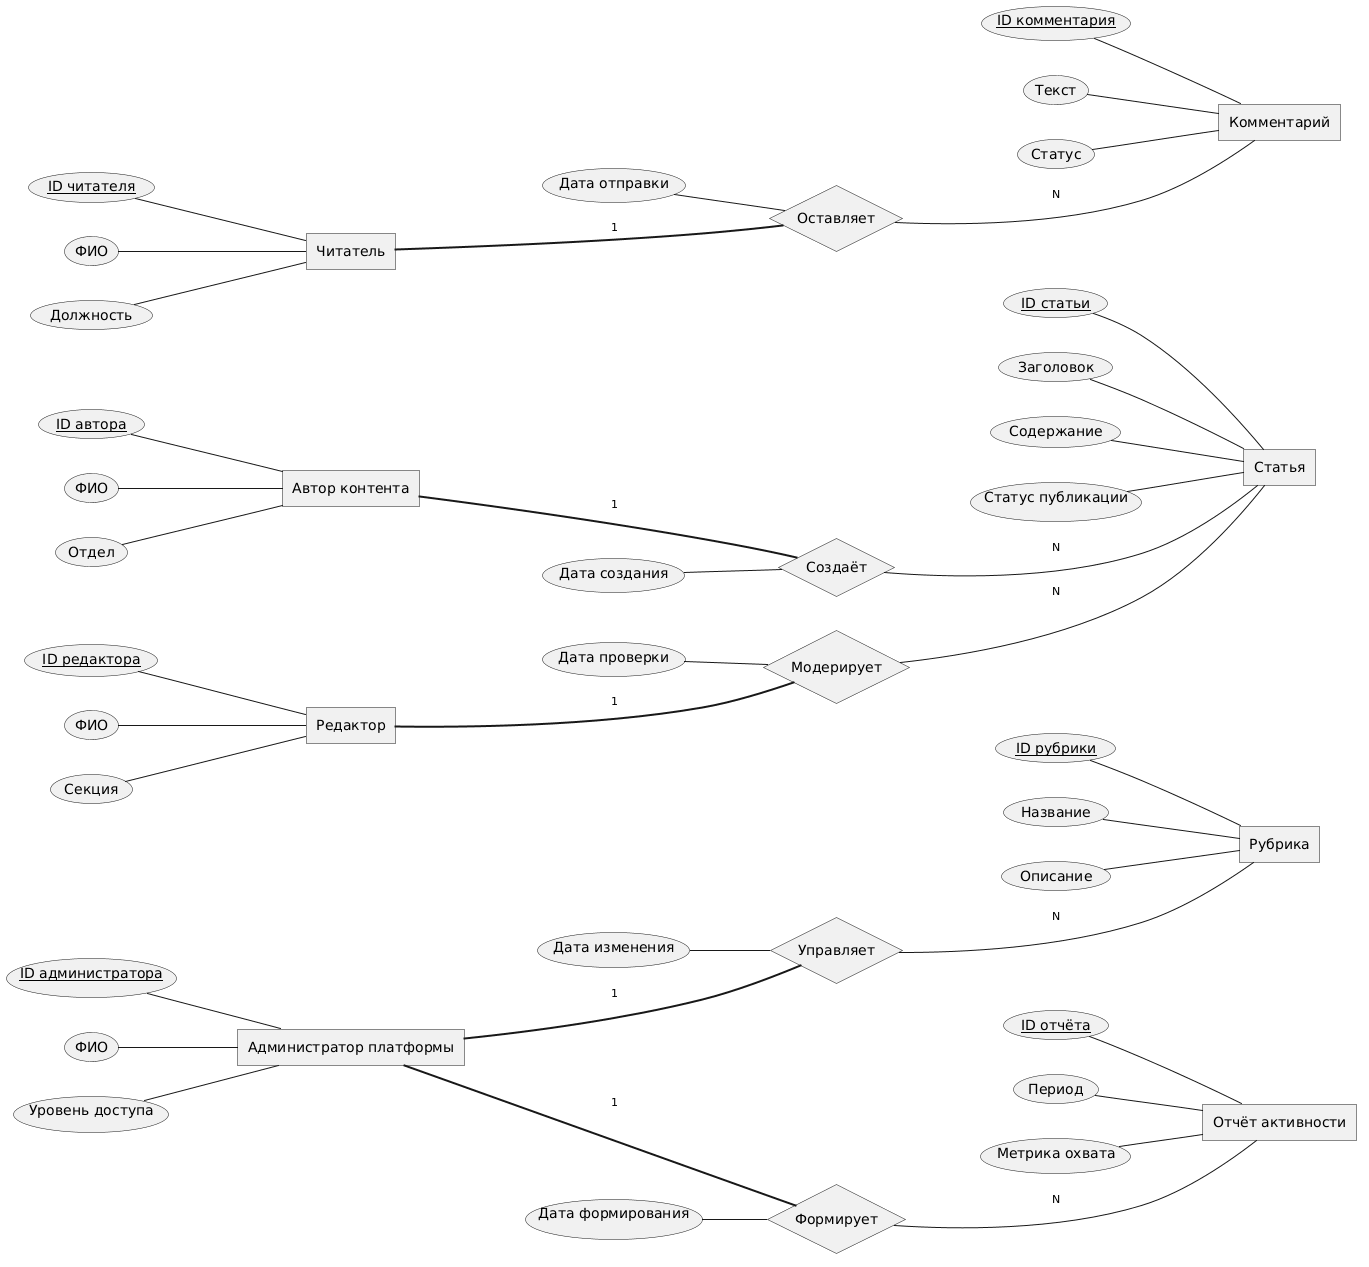 ID комментария
Текст
Комментарий
Статус
ID читателя
Дата отправки
N
Оставляет
1
ФИО
Читатель
Должность
ID статьи
Заголовок
ID автора
Содержание
Статья
ФИО
Автор контента
Статус публикации
1
Отдел
N
Создаёт
Дата создания
N
ID редактора
Дата проверки
Модерирует
1
ФИО
Редактор
ID рубрики
Секция
Название
Рубрика
Описание
N
Дата изменения
Управляет
ID администратора
1
ID отчёта
ФИО
Администратор платформы
Период
1
Уровень доступа
Отчёт активности
Метрика охвата
N
Дата формирования
Формирует